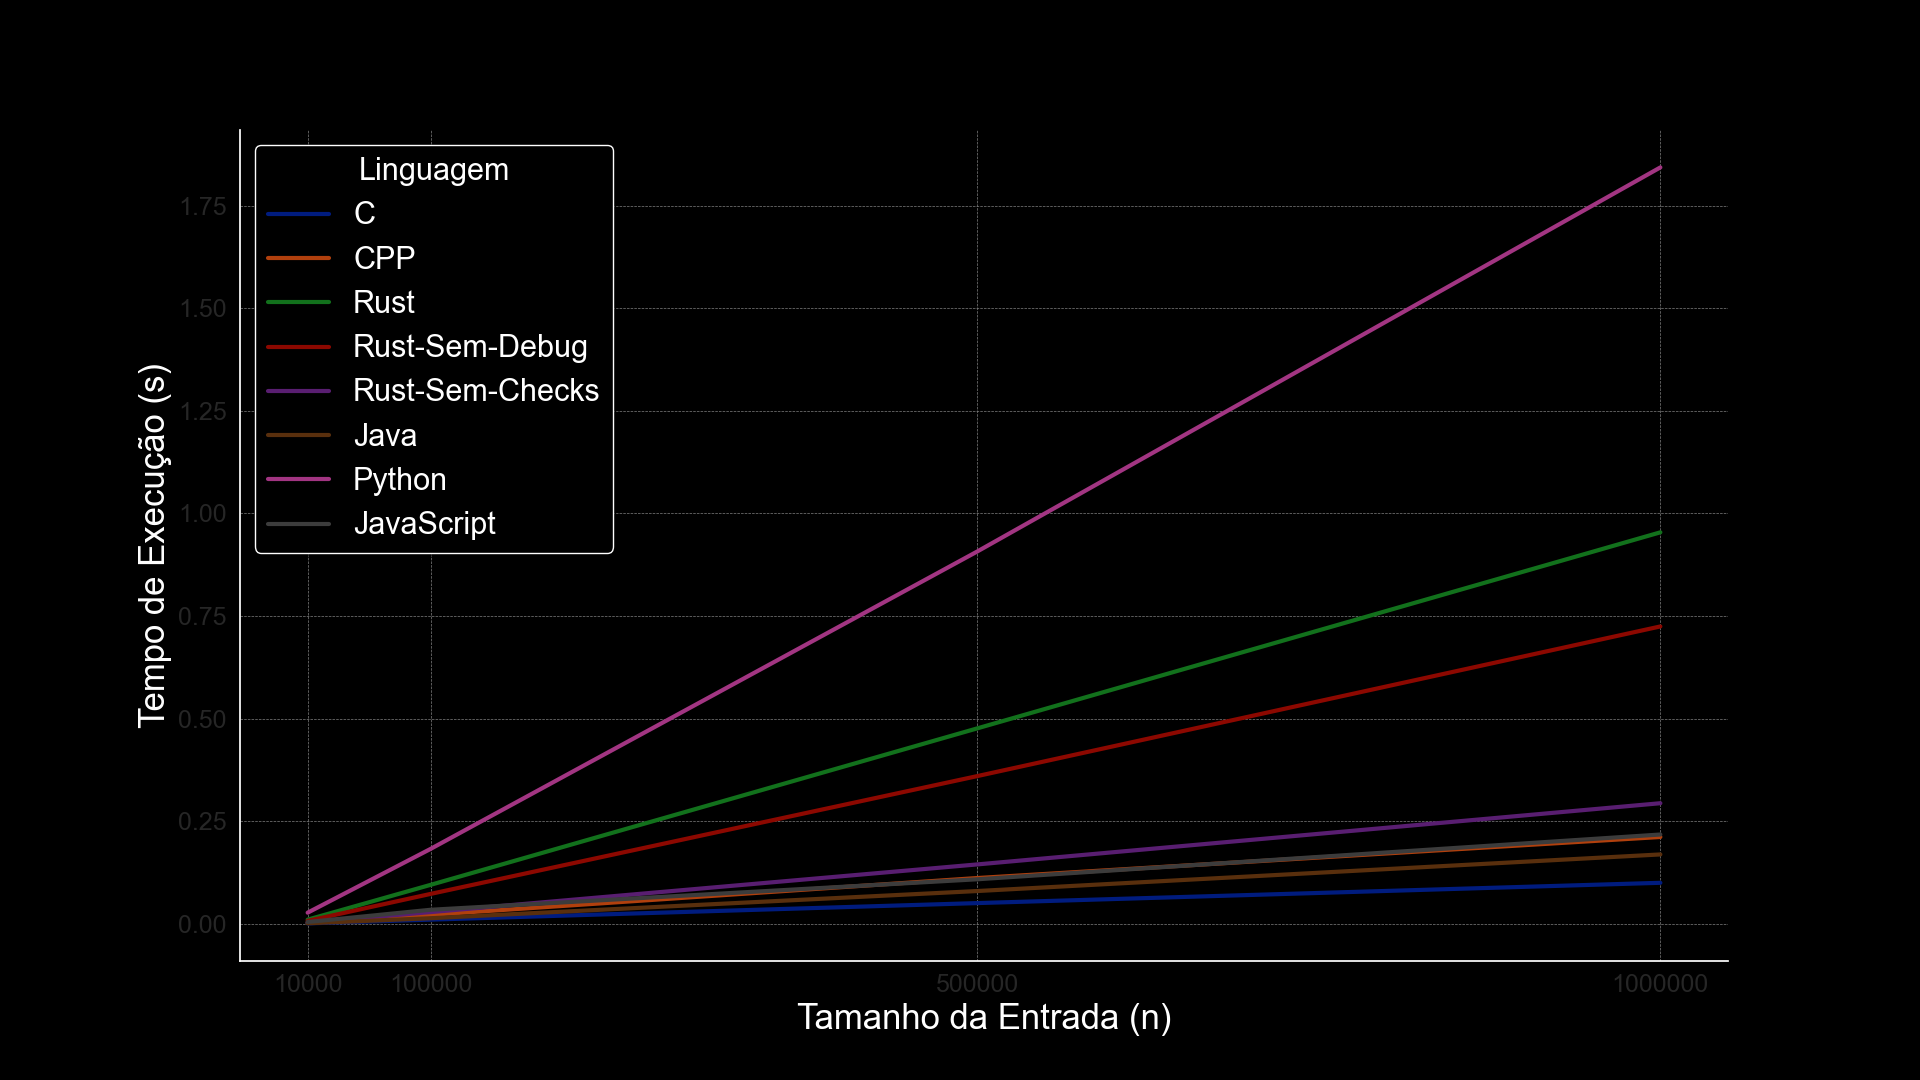 Linguagem
C
CPP
Rust
Rust-Sem-Debug
Rust-Sem-Checks
Java
Python
JavaScript
Tempo de Execução (s)
1.75
1.50
1.25
1.00
0.75
0.50
0.25
0.00
10000 100000 500000 1000000
Tamanho da Entrada (n)